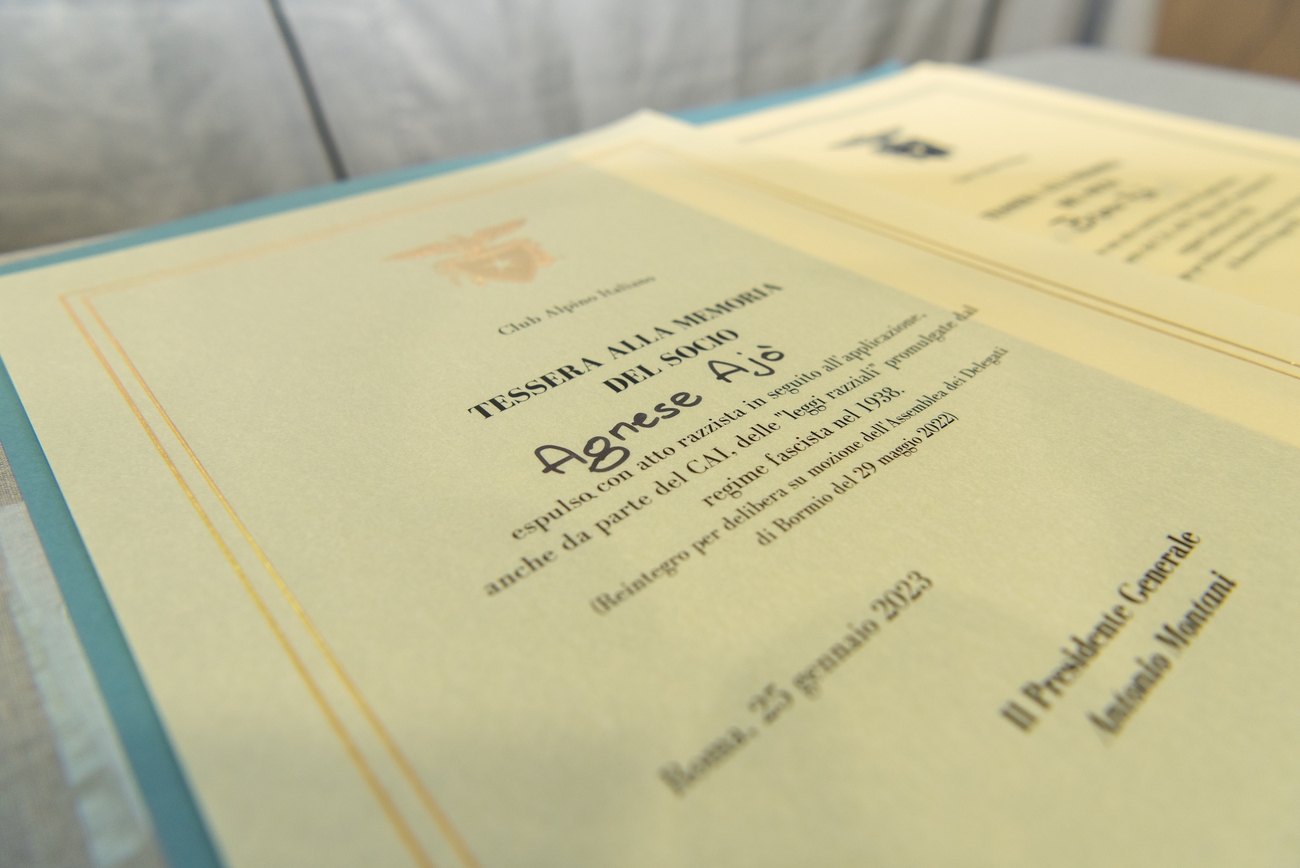 Club Alpino Italiano
TESSERA ALLA MEMORIA
DEL SOCIO
Agnese Ajò
espulso con atto razzista in seguito all'applicazione,
anche da parte del CAI, delle "leggi razziali" promulgate dal
regime fascista nel 1938.
(Reintegro per delibera su mozione dell'Assemblea dei Delegati
di Bormio del 29 maggio 2022)
Roma, 25 gennaio 2023
Il Presidente Generale
Antonio Montani